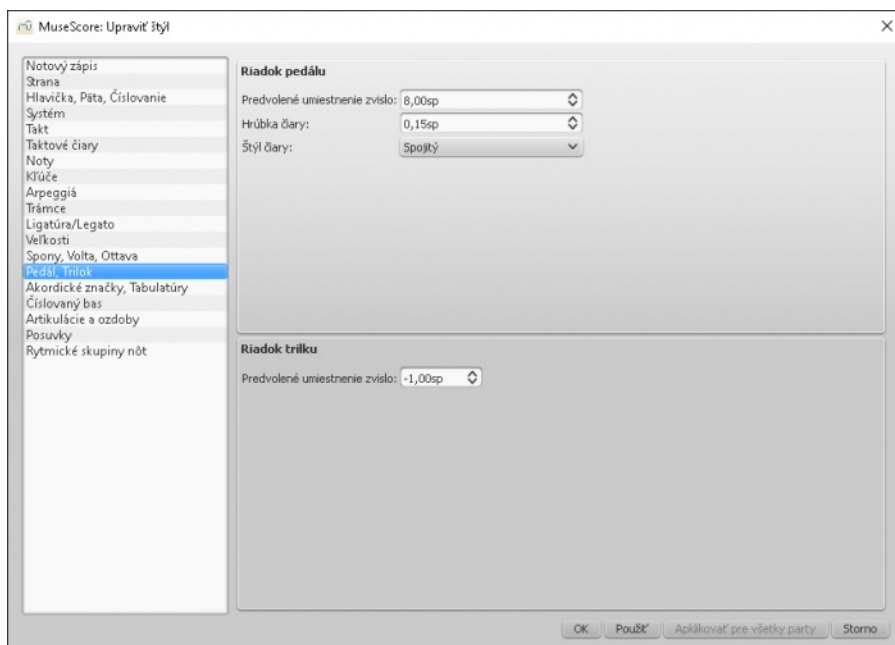 MuseScore: Upraviť štýl
Notový zápis
Strana
Hlavička, Päta, Číslovanie
Systém
Takt
Taktové čiary
Noty
Kľúče
Arpeggiá
Trámce
Ligatúra/Legato
Veľkosti
Spony, Volta, Ottava
Pedál, Trilok
Akordické značky, Tabulatúry
Číslovaný bas
Artikulácie a ozdoby
Posuvky
Rytmické skupiny nôt
Riadok pedálu
Predvolené umiestnenie zvislo: 8,00sp
Hrúbka čiary: 0,15sp
Štýl čiary: Spojitý
Riadok trilku
Predvolené umiestnenie zvislo: -1,00sp
OK Použiť Aplikovať pre všetky party Storno